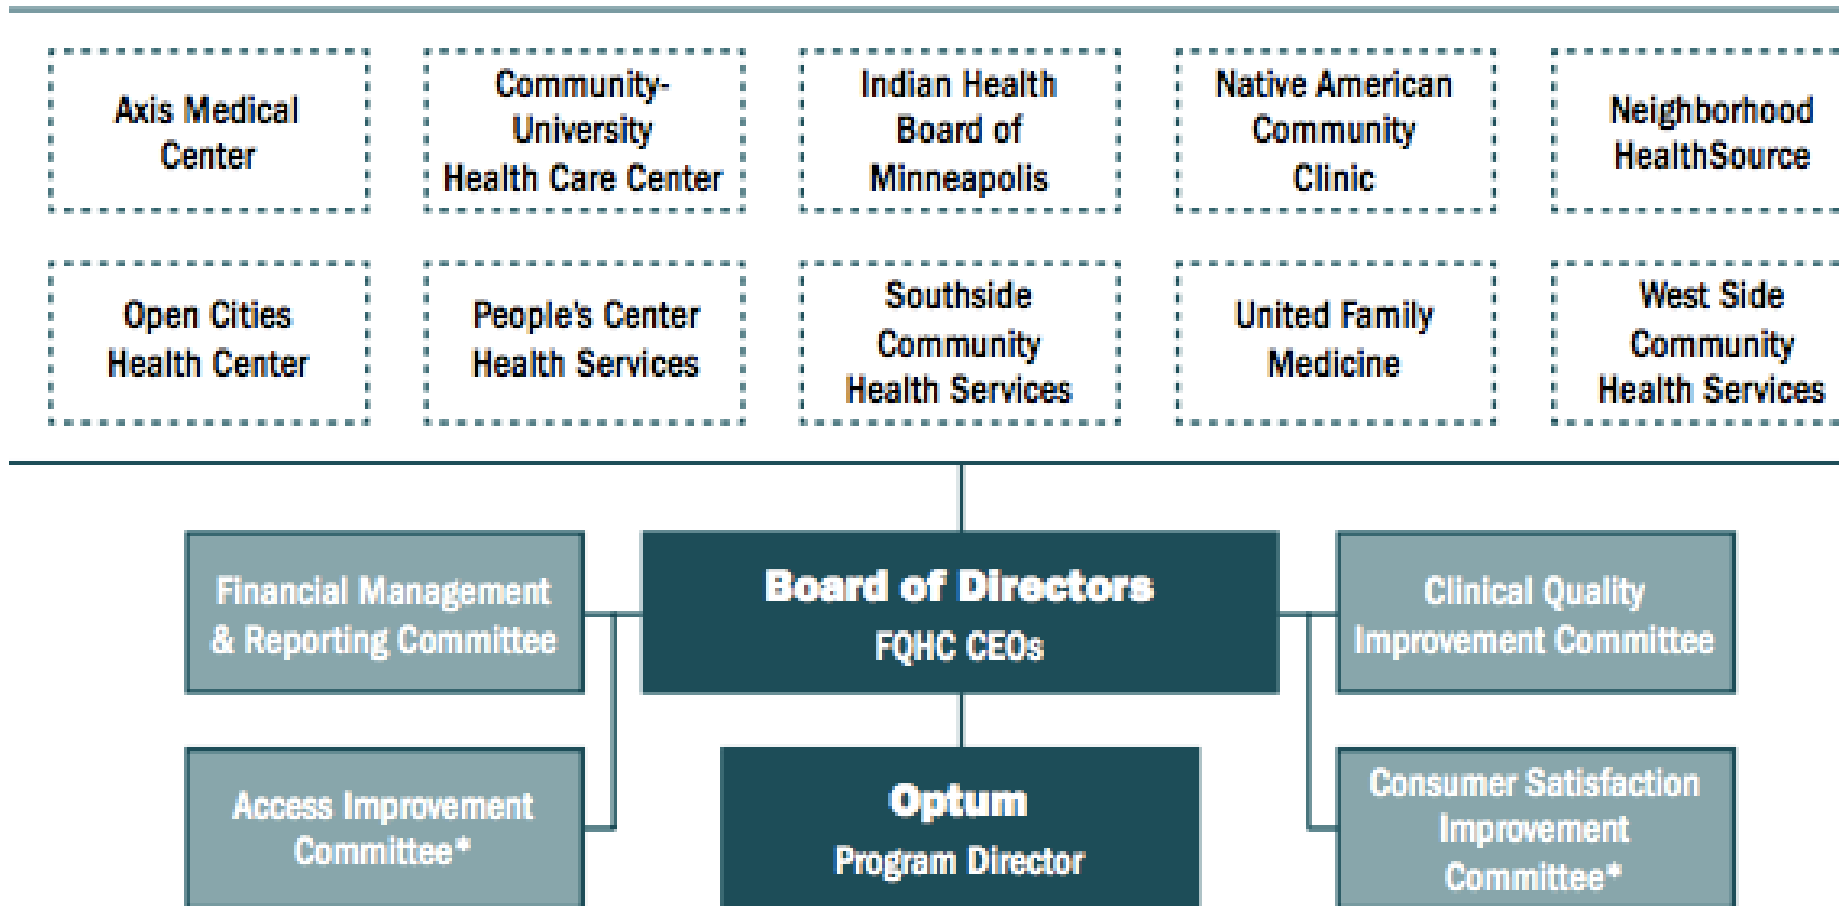 Axis Medical
Center
Community-
University
Health Care Center
Indian Health
Board of
Minneapolis
Native American
Community
Clinic
Neighborhood
HealthSource
Open Cities
Health Center
People's Center
Health Services
Southside
Community
Health Services
United Family
Medicine
West Side
Community
Health Services
Financial Management
& Reporting Committee
Board of Directors
FQHC CEOs
Clinical Quality
Improvement Committee
Access Improvement
Committee*
Optum
Program Director
Consumer Satisfaction
Improvement
Committee*